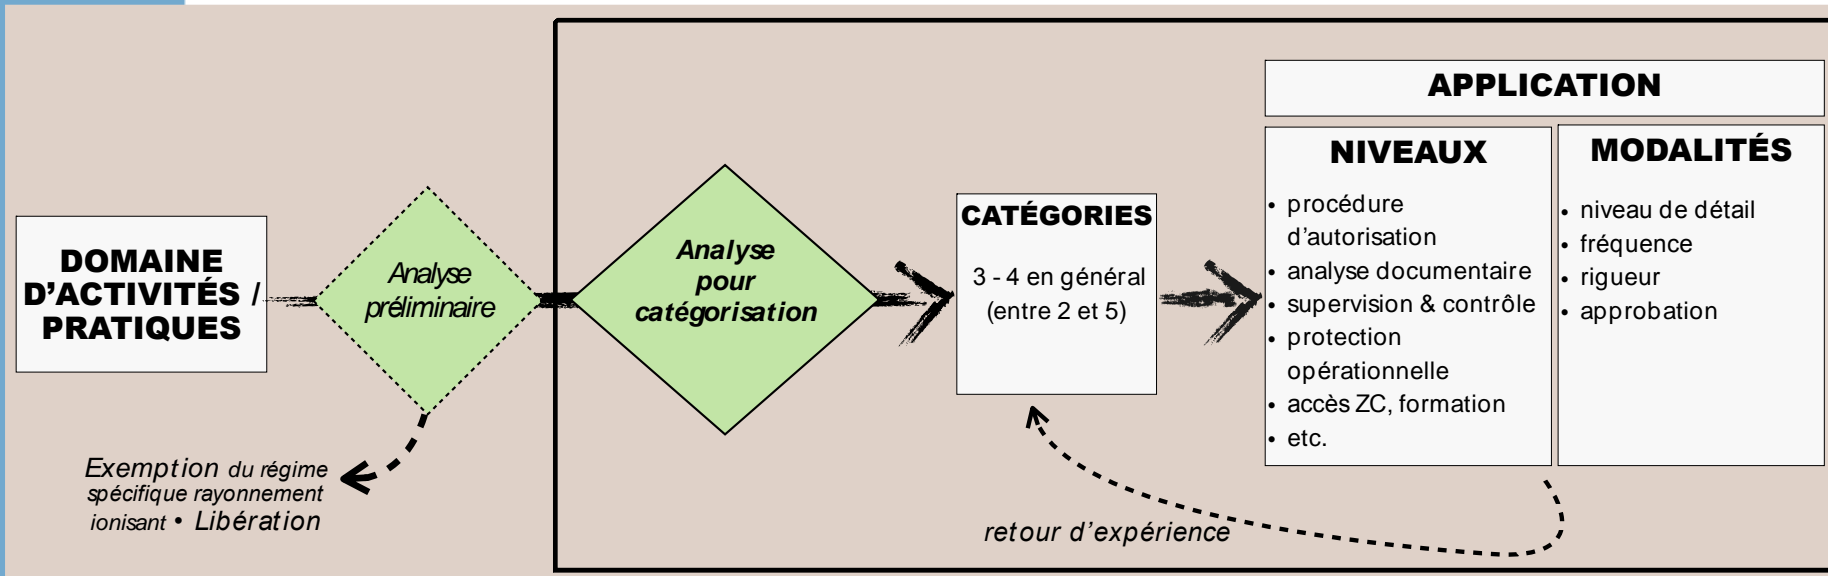 DOMAINE
D'ACTIVITÉS /
PRATIQUES
Analyse
préliminaire
Exemption du régime
spécifique rayonnement
ionisant • Libération
Analyse
pour
catégorisation
CATÉGORIES
3 - 4 en général
(entre 2 et 5)
APPLICATION
NIVEAUX
• procédure
d'autorisation
• analyse documentaire
• supervision & contrôle
• protection
opérationnelle
• accès ZC, formation
• etc.
MODALITÉS
• niveau de détail
• fréquence
• rigueur
• approbation
retour d'expérience